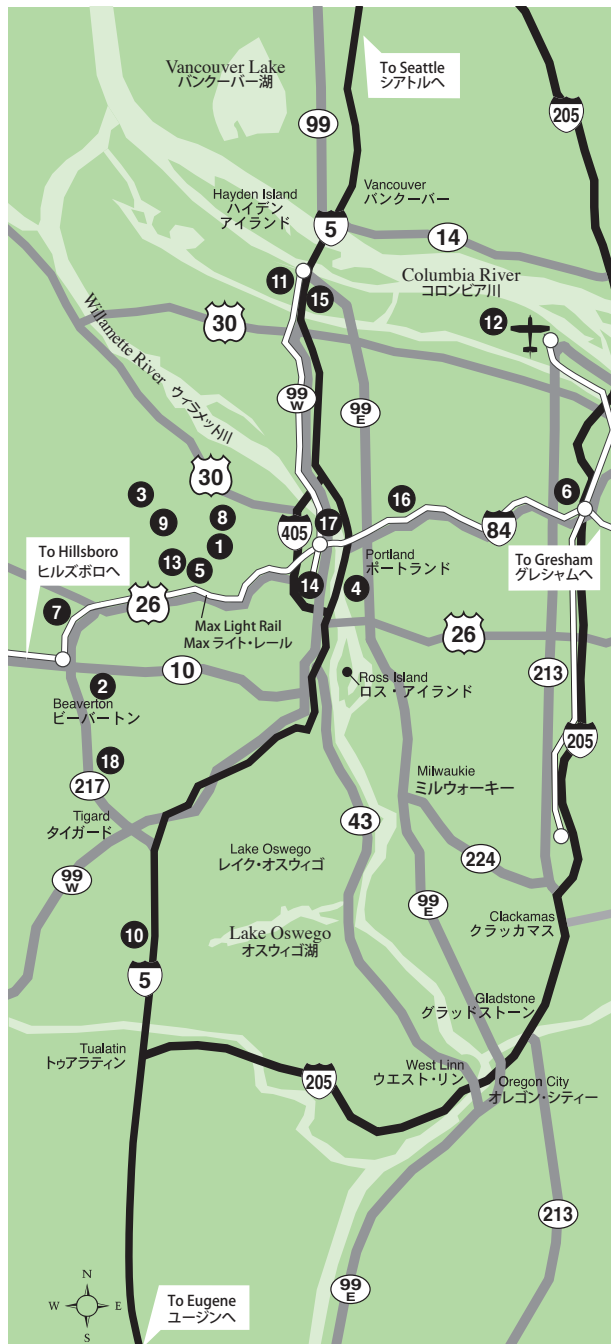 Vancouver Lake
バンクーバー湖
To Seattle
シアトルへ
205
99
Hayden Island
ハイデン
アイランド
Vancouver
バンクーバー
5
14
Columbia River
コロンビア川
11
15
12
30
Willamette River ウィラメット川
99
W
99
E
30
3
9
8
1
13
5
405
17
16
6
84
To Hillsboro
ヒルズボロへ
To Gresham
グレシャムへ
Portland
ポートランド
14
4
7
26
Max Light Rail
Max ライト・レール
26
10
2
Ross Island
ロス・アイランド
213
Beaverton
ビーバートン
205
18
217
Milwaukie
ミルウォーキー
Tigard
タイガード
43
Lake Oswego
レイク・オスウィゴ
224
99
W
99
E
Clackamas
クラッカマス
10
Lake Oswego
オスウィゴ湖
5
Gladstone
グラッドストーン
Tualatin
トゥアラティン
West Linn
ウエスト・リン
205
Oregon City
オレゴン・シティー
213
N
W E
S
To Eugene
ユージンへ
99
E